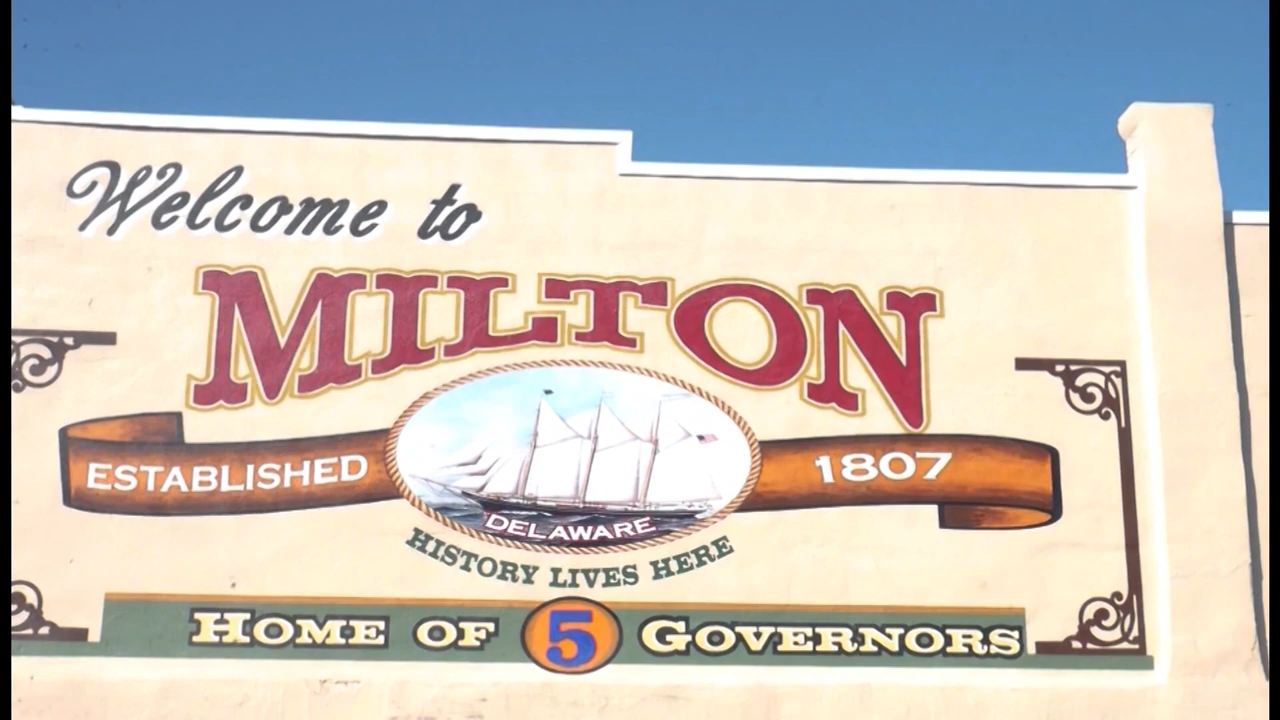 Welcome to
MILTON
ESTABLISHED 1807
DELAWARE
HISTORY LIVES HERE
HOME OF 5 GOVERNORS